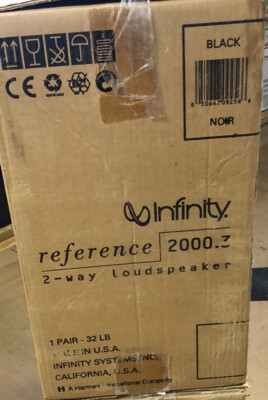 BLACK
NOIR
Infinity.
reference 2000.3
2-way loudspeaker
1 PAIR - 32 LB
MADE IN U.S.A.
INFINITY SYSTEMS, INC.
CALIFORNIA, U.S.A.
H A Harman International Company